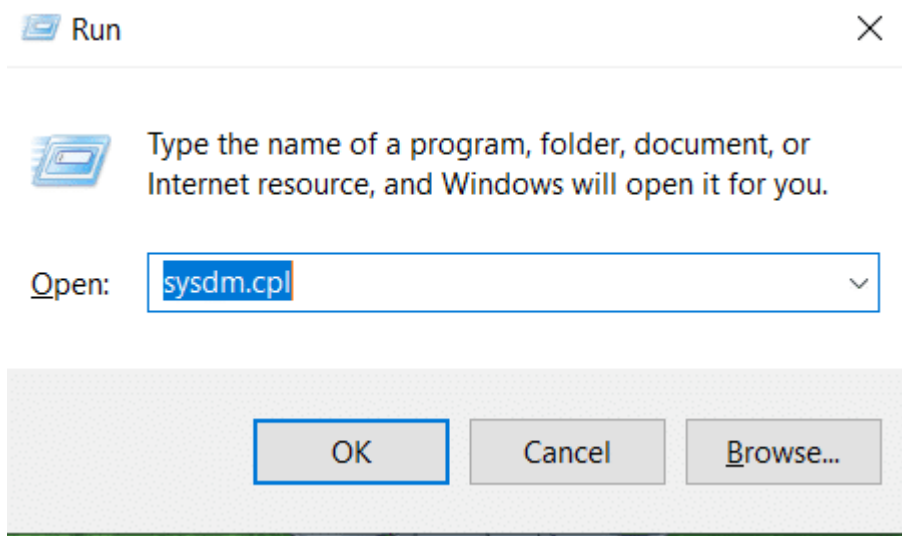 Run
Type the name of a program, folder, document, or
Internet resource, and Windows will open it for you.
Open: sysdm.cpl
OK Cancel Browse...